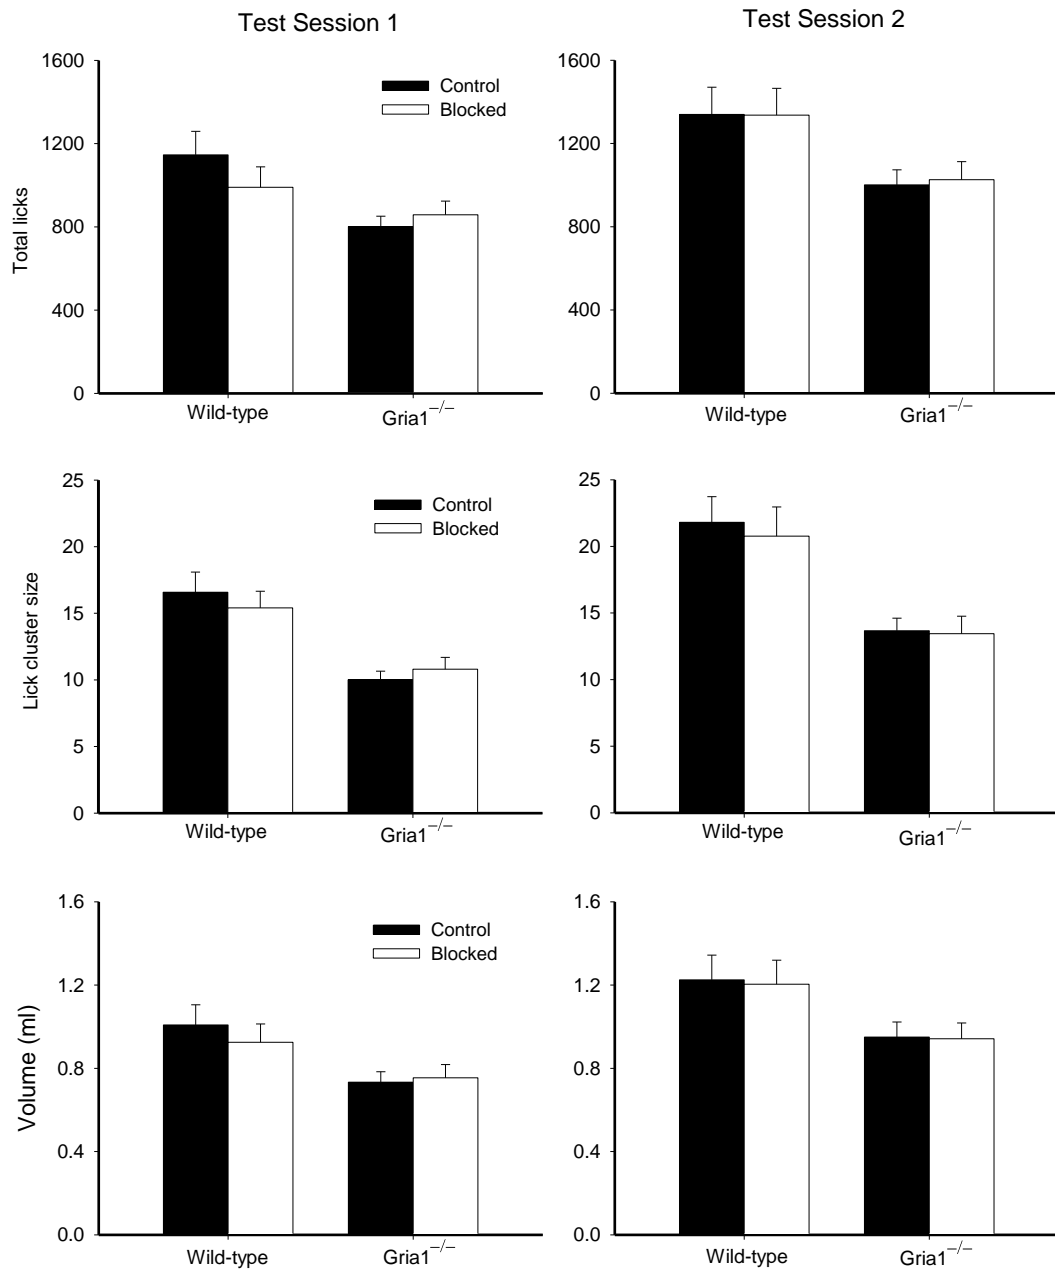 Test Session 1
Test Session 2
Total licks
1600
1200
800
400
0
Control
Blocked
Wild-type
Gria1−/−
1600
1200
800
400
0
Wild-type
Gria1−/−
Lick cluster size
25
20
15
10
5
0
Control
Blocked
Wild-type
Gria1−/−
25
20
15
10
5
0
Wild-type
Gria1−/−
Volume (ml)
1.6
1.2
0.8
0.4
0.0
Control
Blocked
Wild-type
Gria1−/−
1.6
1.2
0.8
0.4
0.0
Wild-type
Gria1−/−